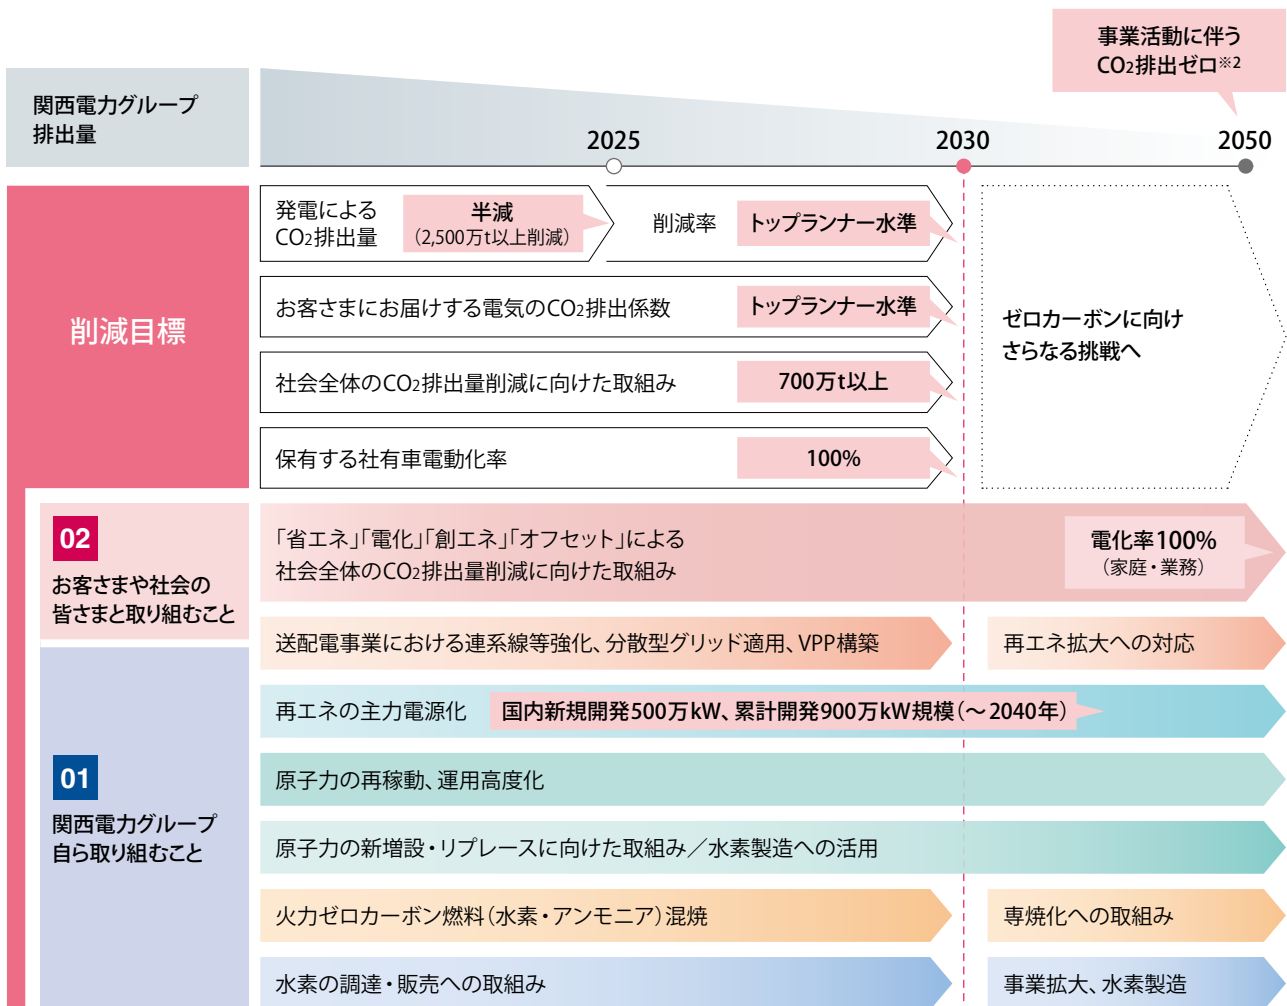 事業活動に伴う
CO2排出ゼロ※2
関西電力グループ
排出量
2025
2030
2050
削減目標
発電による
CO2排出量
半減
（2,500万t以上削減）
削減率
トップランナー水準
お客さまにお届けする電気のCO2排出係数
トップランナー水準
社会全体のCO2排出量削減に向けた取組み
700万t以上
保有する社有車電動化率
100%
ゼロカーボンに向け
さらなる挑戦へ
02
お客さまや社会の
皆さまと取り組むこと
「省エネ」「電化」「創エネ」「オフセット」による
社会全体のCO2排出量削減に向けた取組み
電化率100%
（家庭・業務）
送配電事業における連系線等強化、分散型グリッド適用、VPP構築
再エネ拡大への対応
01
関西電力グループ
自ら取り組むこと
再エネの主力電源化
国内新規開発500万kW、累計開発900万kW規模（～2040年）
原子力の再稼動、運用高度化
原子力の新増設・リプレースに向けた取組み／水素製造への活用
火力ゼロカーボン燃料（水素・アンモニア）混焼
専焼化への取組み
水素の調達・販売への取組み
事業拡大、水素製造